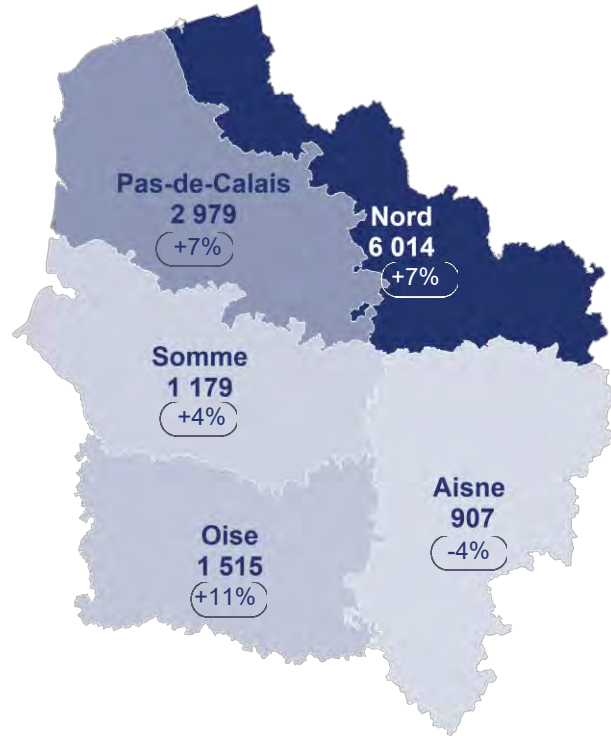 Pas-de-Calais
2 979
+7%
Nord
6 014
+7%
Somme
1 179
+4%
Aisne
907
-4%
Oise
1 515
+11%